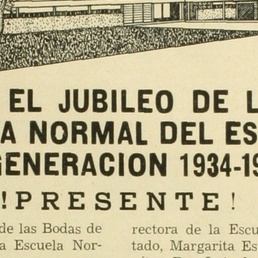 EL JUBILEO DE L
A NORMAL DEL ES
GENERACION 1934-19
!PRESENTE!
de las Bodas de
a Escuela Nor-
rectora de la Escue
tado, Margarita Es